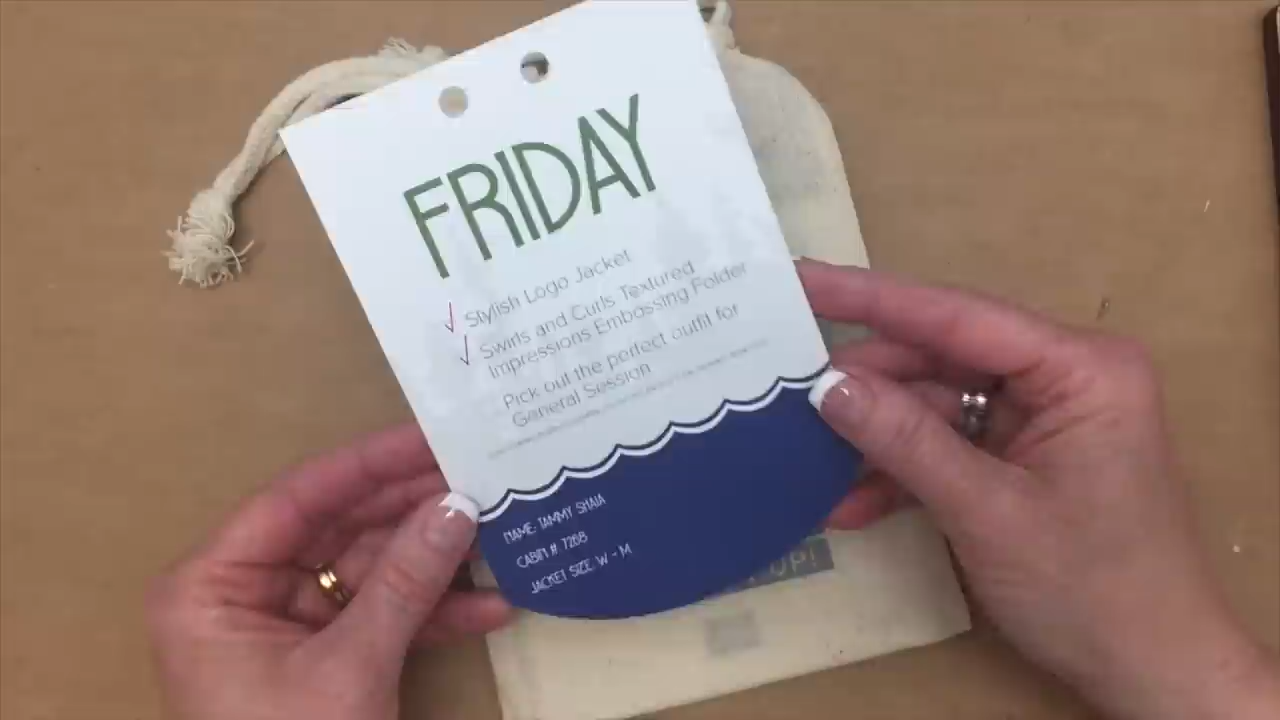 FRIDAY
Stylish Logo Jacket
Swirls and Curls Textured
Impressions Embossing Folder
Pick out the perfect outfit for
General Session
NAME: TAMMY SHAIA
CABIN # 7268
JACKET SIZE: W - M
UP!